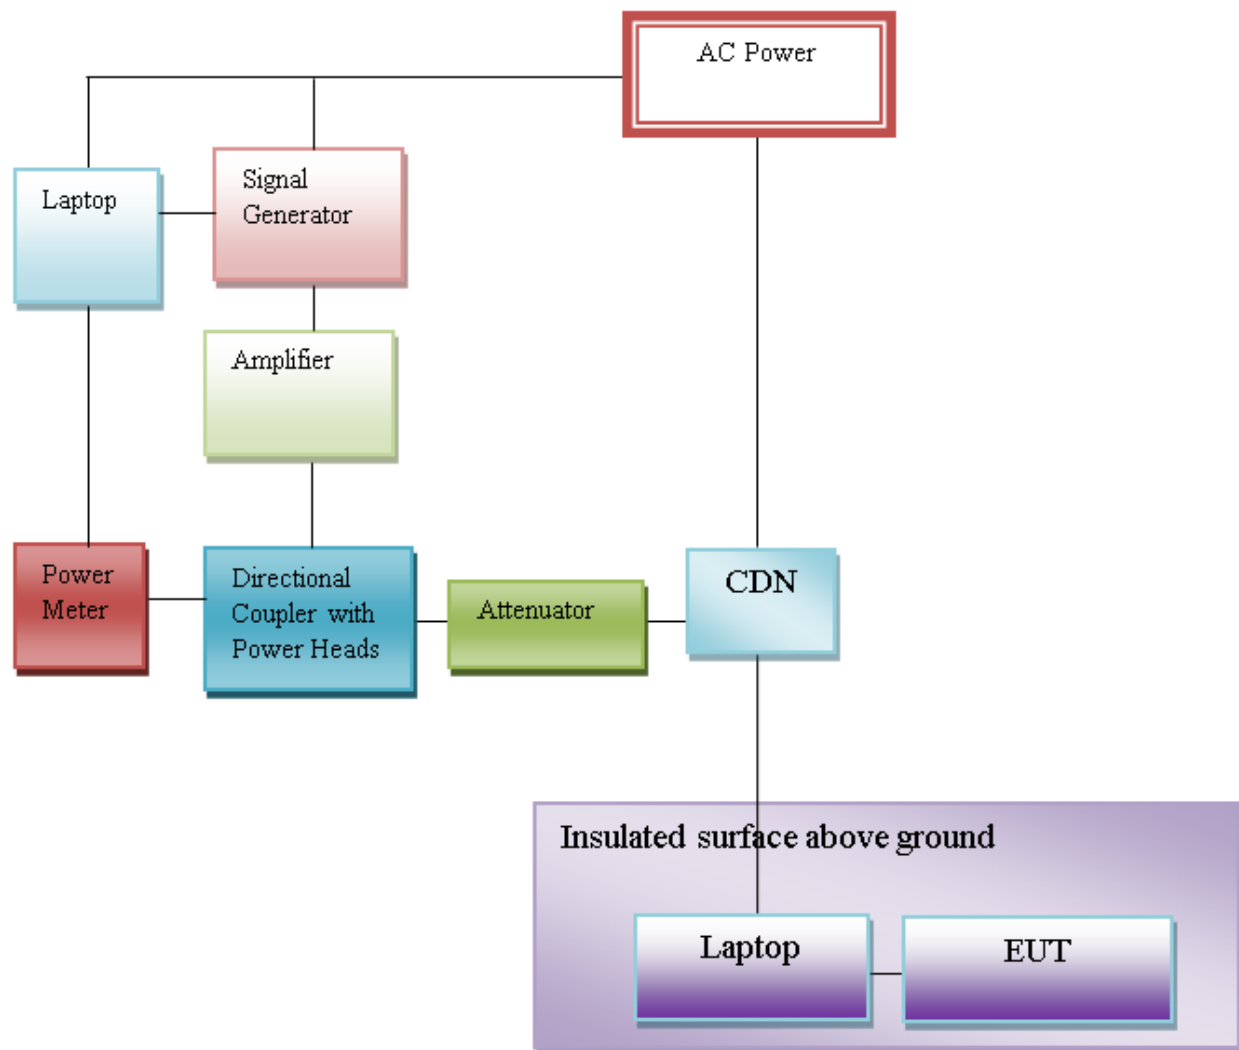 AC Power
Laptop
Signal
Generator
Amplifier
Power
Meter
Directional
Coupler with
Power Heads
Attenuator
CDN
Insulated surface above ground
Laptop
EUT